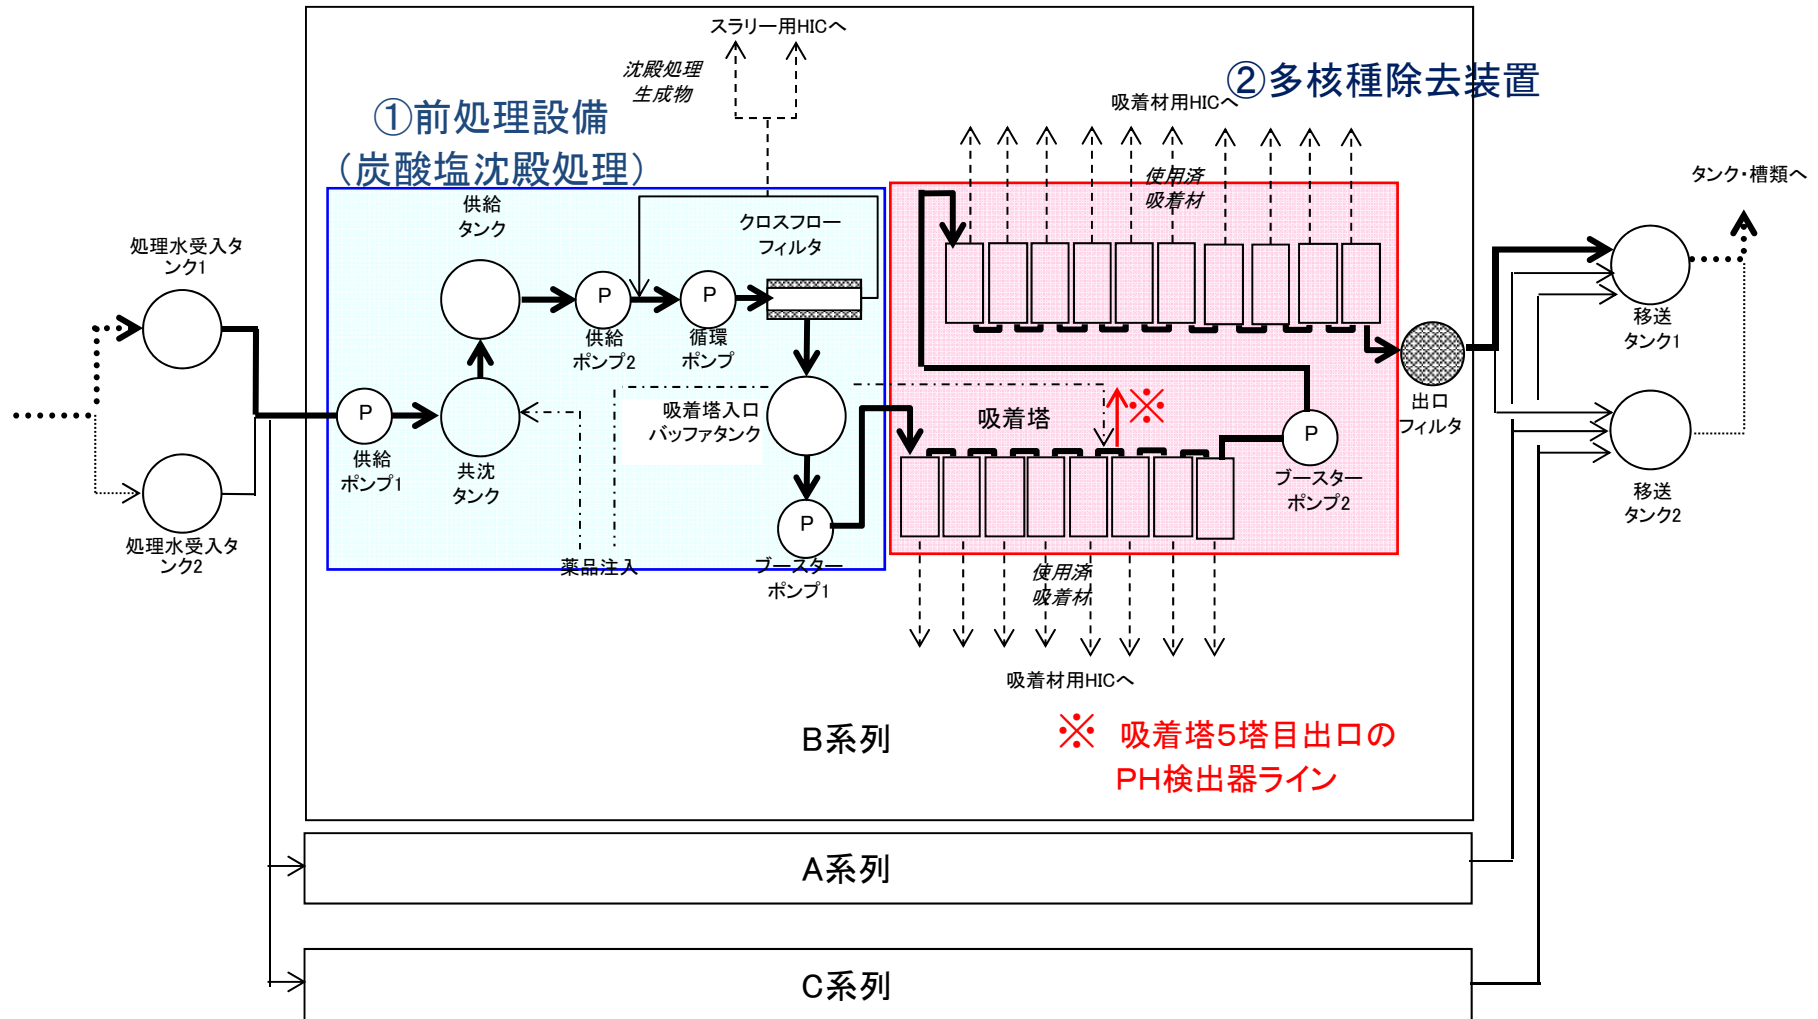 スラリー用HICへ
沈殿処理
生成物
②多核種除去装置
吸着材用HICへ
①前処理設備
（炭酸塩沈殿処理）
使用済
吸着材
タンク・槽類へ
供給
タンク
クロスフロー
フィルタ
処理水受入タ
ンク1
P
P
供給
ポンプ2
循環
ポンプ
移送
タンク1
出口
フィルタ
P
吸着塔入口
バッファタンク
吸着塔
※
P
供給
ポンプ1
共沈
タンク
ブースター
ポンプ2
移送
タンク2
P
処理水受入タ
ンク2
薬品注入
ブースター
ポンプ1
使用済
吸着材
吸着材用HICへ
B系列
※ 吸着塔5塔目出口の
PH検出器ライン
A系列
C系列